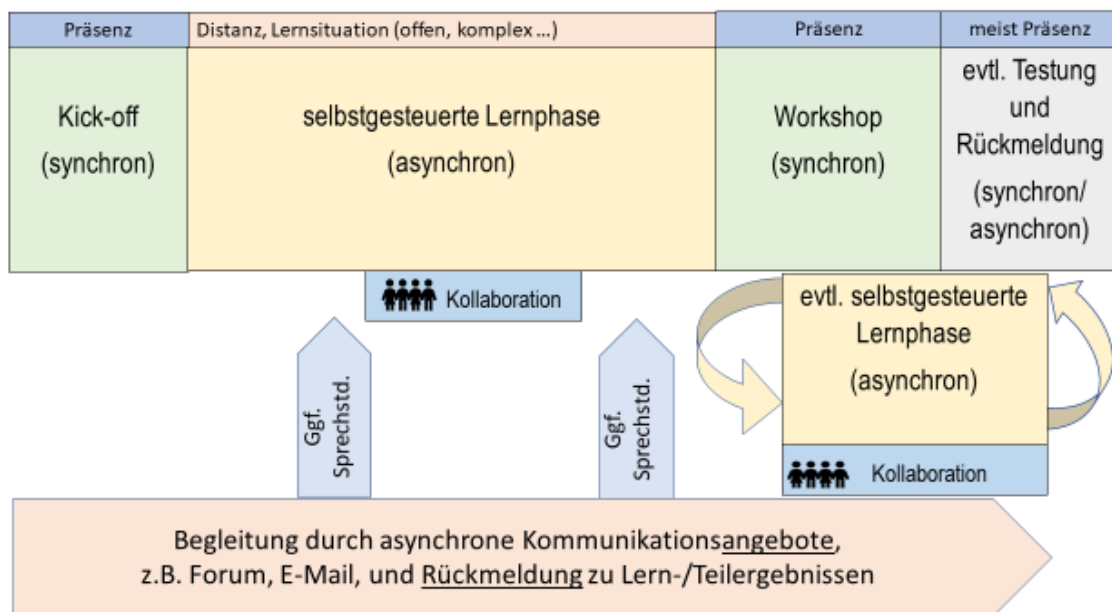 Präsenz
Distanz, Lernsituation (offen, komplex ...)
Präsenz
meist Präsenz
Kick-off
(synchron)
selbstgesteuerte Lernphase
(asynchron)
Workshop
(synchron)
evtl. Testung
und
Rückmeldung
(synchron/
asynchron)
Kollaboration
evtl. selbstgesteuerte
Lernphase
(asynchron)
Kollaboration
Ggf.
Sprechstd.
Ggf.
Sprechstd.
Begleitung durch asynchrone Kommunikationsangebote,
z.B. Forum, E-Mail, und Rückmeldung zu Lern-/Teilergebnissen